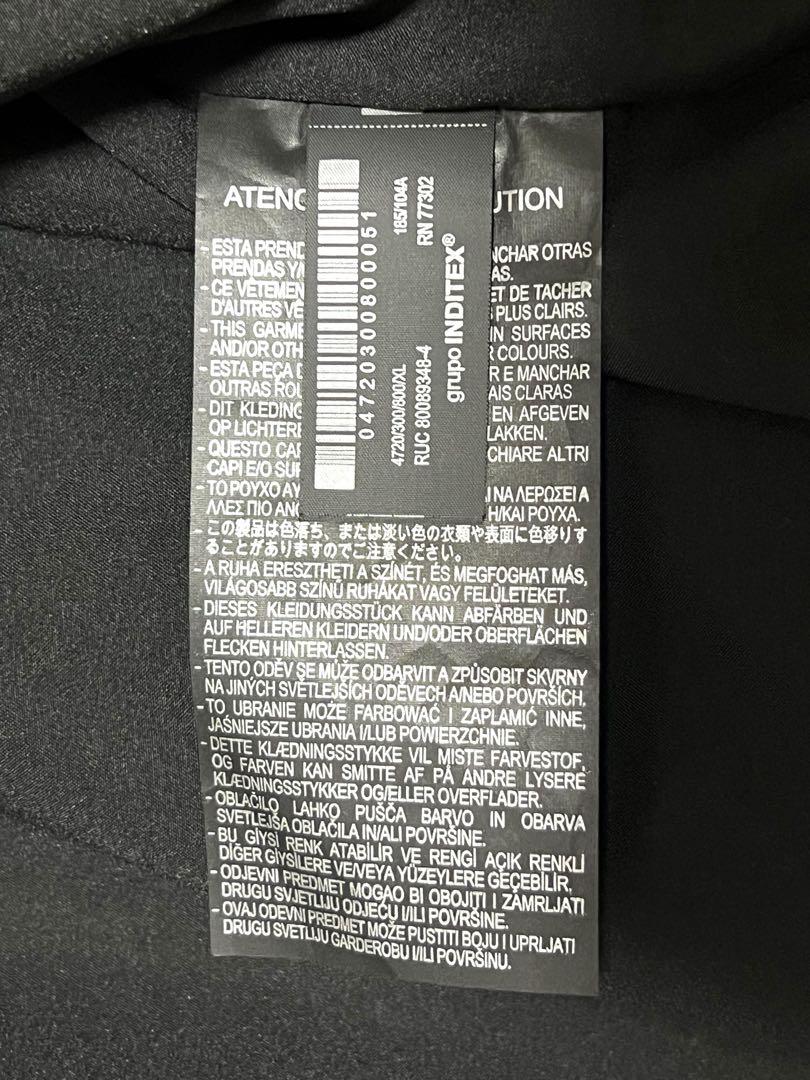 ATENC
UTION
- ESTA PREND
NCHAR OTRAS
PRENDAS Y/
AS.
- CE VÊTEMEN
ET DE TACHER
D'AUTRES VÊ
PLUS CLAIRS.
- THIS GARME
IN SURFACES
AND/OR OTH
R COLOURS.
- ESTA PEÇA
R E MANCHAR
OUTRAS ROU
AIS CLARAS
- DIT KLEDING
EN AFGEVEN
OP LICHTER
LAKKEN.
- QUESTO CA
CHIARE ALTRI
CAPI E/O SU
- ΤΟ ΡΟΥΧΟ ΑΥ
ΝΑ ΛΕΡΩΣΕΙ Α
ΛΛΕΣ ΠΙΟ ΑΝΟ
Η/ΚΑΙ ΡΟΥΧΑ.
- この製品は色落ち、または淡い色の衣類や表面に色移りす
ることがありますのでご注意ください。
- A RUHA ERESZTHETI A SZÍNÉT, ÉS MEGFOGHAT MÁS,
VILÁGOSABB SZÍNŰ RUHÁKAT VAGY FELÜLETEKET.
- DIESES KLEIDUNGSSTÜCK KANN ABFÄRBEN UND
AUF HELLEREN KLEIDERN UND/ODER OBERFLÄCHEN
FLECKEN HINTERLASSEN.
- TENTO ODĚV SE MŮŽE ODBARVIT A ZPŮSOBIT SKVRNY
NA JINÝCH SVĚTLEJŠÍCH ODĚVECH A/NEBO POVRŠÍCH.
- TO UBRANIE MOŻE FARBOWAĆ I ZAPLAMIĆ INNE,
JAŚNIEJSZE UBRANIA I/LUB POWIERZCHNIE.
- DETTE KLÆDNINGSSTYKKE VIL MISTE FARVESTOF,
OG FARVEN KAN SMITTE AF PÅ ANDRE LYSERE
KLÆDNINGSSTYKKER OG/ELLER OVERFLADER.
- OBLAČILO LAHKO PUŠČA BARVO IN OBARVA
SVETLEJŠA OBLAČILA IN/ALI POVRŠINE.
- BU GİYSİ RENK ATABİLİR VE RENGİ AÇIK RENKLİ
DİĞER GİYSİLERE VE/VEYA YÜZEYLERE GEÇEBİLİR.
- ODJEVNI PREDMET MOGAO BI OBOJITI I ZAMRLJATI
DRUGU SVJETLIJU ODJEĆU I/ILI POVRŠINE.
- OVAJ ODEVNI PREDMET MOŽE PUSTITI BOJU I UPRLJATI
DRUGU SVETLIJU GARDEROBU I/ILI POVRŠINU.
04720300800051
4720/300/800/XL
185/104A
RUC 80089348-4
RN 77302
grupo INDITEX®